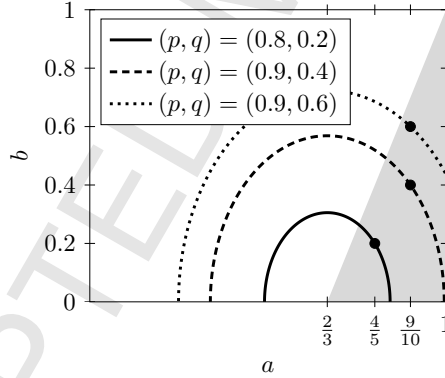 1
(p, q) = (0.8, 0.2)
0.8
(p, q) = (0.9, 0.4)
(p, q) = (0.9, 0.6)
0.6
b
0.4
0.2
0
2/3
4/5
9/10
1
a